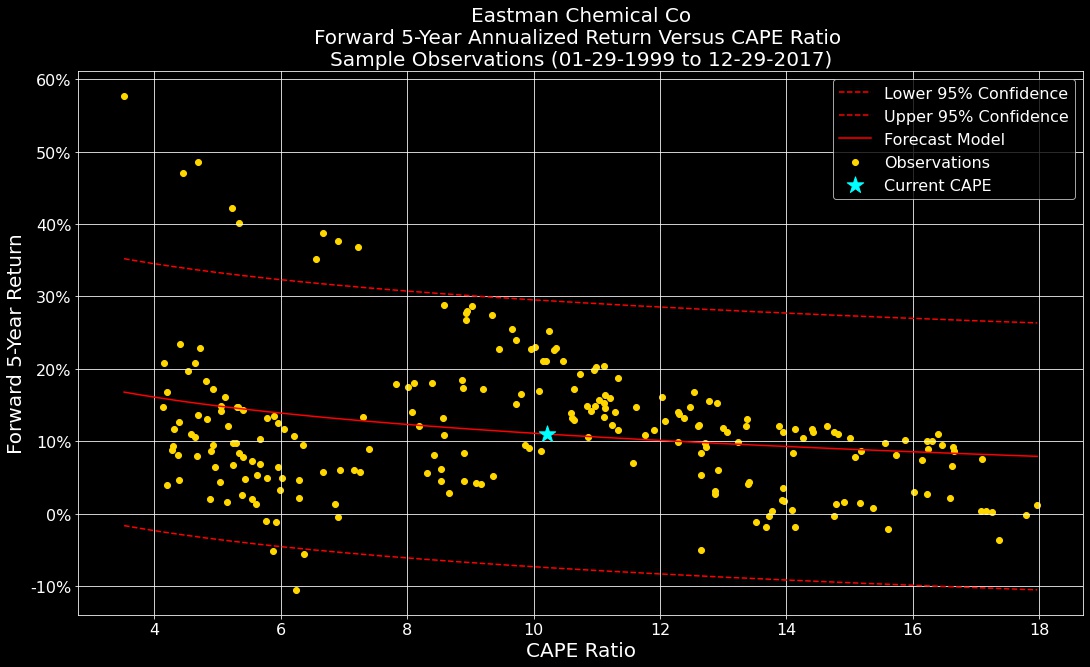 Eastman Chemical Co
Forward 5-Year Annualized Return Versus CAPE Ratio
Sample Observations (01-29-1999 to 12-29-2017)
Lower 95% Confidence
Upper 95% Confidence
Forecast Model
Observations
Current CAPE
Forward 5-Year Return
60%
50%
40%
30%
20%
10%
0%
-10%
4 6 8 10 12 14 16 18
CAPE Ratio